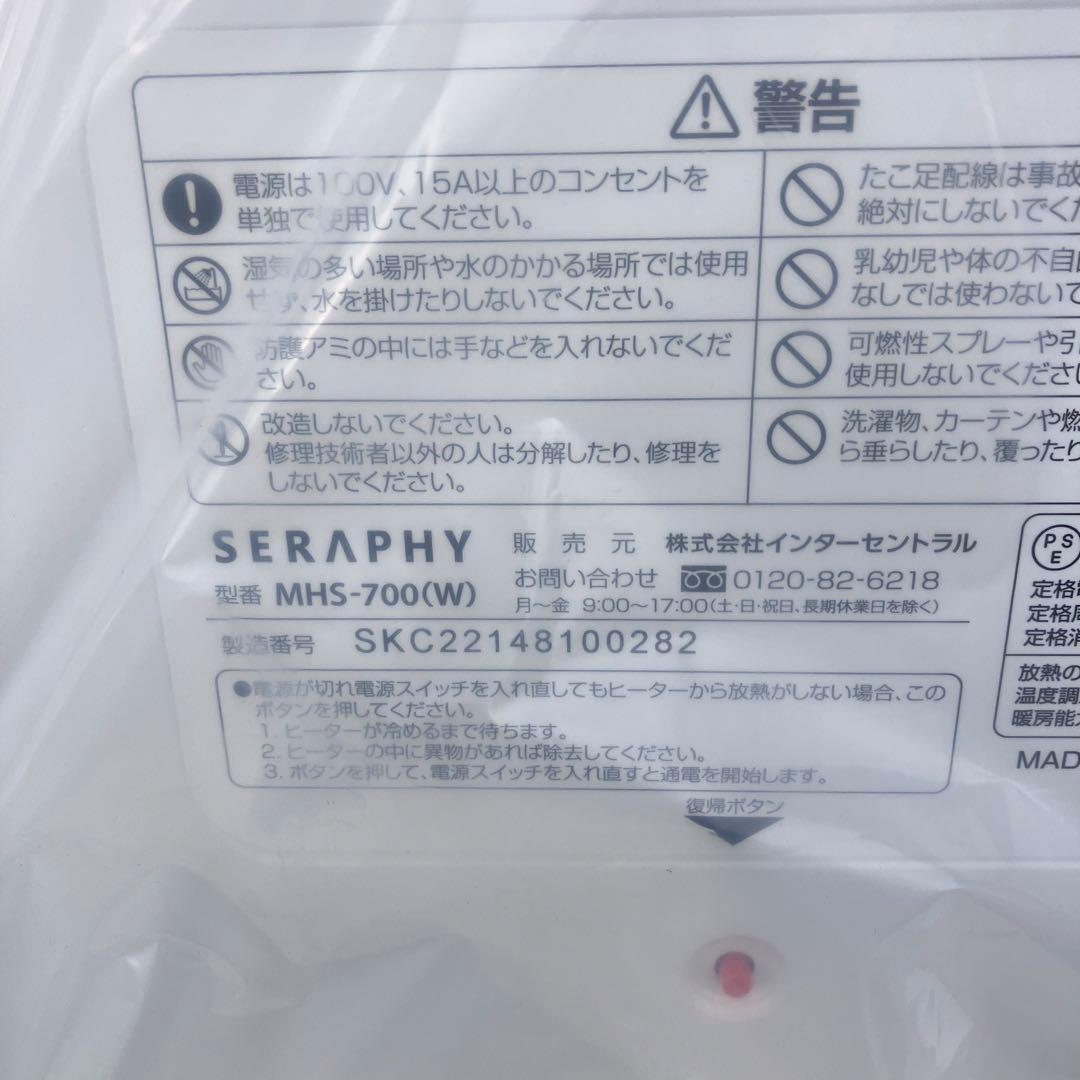 警告
電源は100V、15A以上のコンセントを
単独で使用してください。
湿気の多い場所や水のかかる場所では使用
せず、水を掛けたりしないでください。
防護アミの中には手などを入れないでくだ
さい。
改造しないでください。
修理技術者以外の人は分解したり、修理を
しないでください。
たこ足配線は事故
絶対にしないでくだ
乳幼児や体の不自由
なしでは使わないで
可燃性スプレーや引
使用しないでください
洗濯物、カーテンや燃
ら垂らしたり、覆ったり
SERAPHY 販売元 株式会社インターセントラル
型番 MHS-700(W) お問い合わせ 0120-82-6218
月〜金 9:00〜17:00(土・日・祝日、長期休業日を除く)
製造番号 SKC22148100282
●電源が切れ電源スイッチを入れ直してもヒーターから放熱がしない場合、この
ボタンを押してください。
1. ヒーターが冷めるまで待ちます。
2. ヒーターの中に異物があれば除去してください。
3. ボタンを押して、電源スイッチを入れ直すと通電を開始します。
復帰ボタン
PS
E
定格
定格
定格消
放熱の
温度調
暖房能
MAD